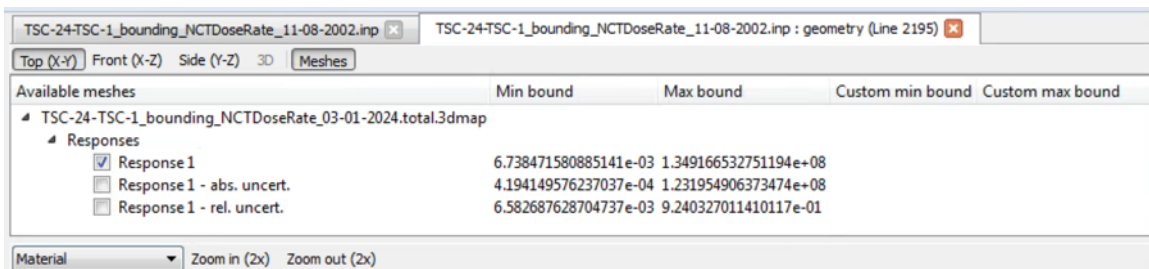 TSC-24-TSC-1_bounding_NCTDoseRate_11-08-2002.inp TSC-24-TSC-1_bounding_NCTDoseRate_11-08-2002.inp : geometry (Line 2195)
Top (X-Y) Front (X-Z) Side (Y-Z) 3D Meshes
Available meshes Min bound Max bound Custom min bound Custom max bound
TSC-24-TSC-1_bounding_NCTDoseRate_03-01-2024.total.3dmap
Responses
Response 1 6.738471580885141e-03 1.349166532751194e+08
Response 1 - abs. uncert. 4.194149576237037e-04 1.231954906373474e+08
Response 1 - rel. uncert. 6.582687628704737e-03 9.240327011410117e-01
Material Zoom in (2x) Zoom out (2x)